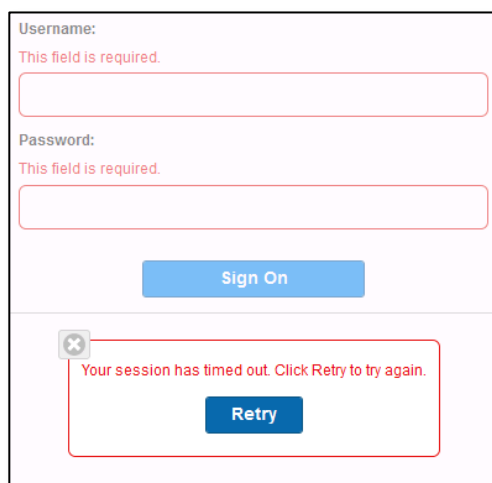 Username:
This field is required.
Password:
This field is required.
Sign On
Your session has timed out. Click Retry to try again.
Retry